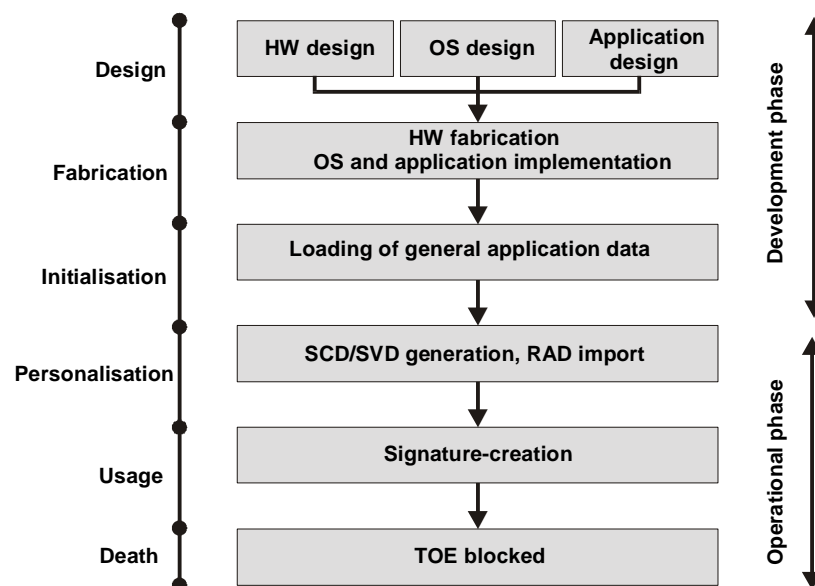 Design
HW design
OS design
Application
design
Fabrication
HW fabrication
OS and application implementation
Initialisation
Loading of general application data
Development phase
Personalisation
SCD/SVD generation, RAD import
Usage
Signature-creation
Death
TOE blocked
Operational phase